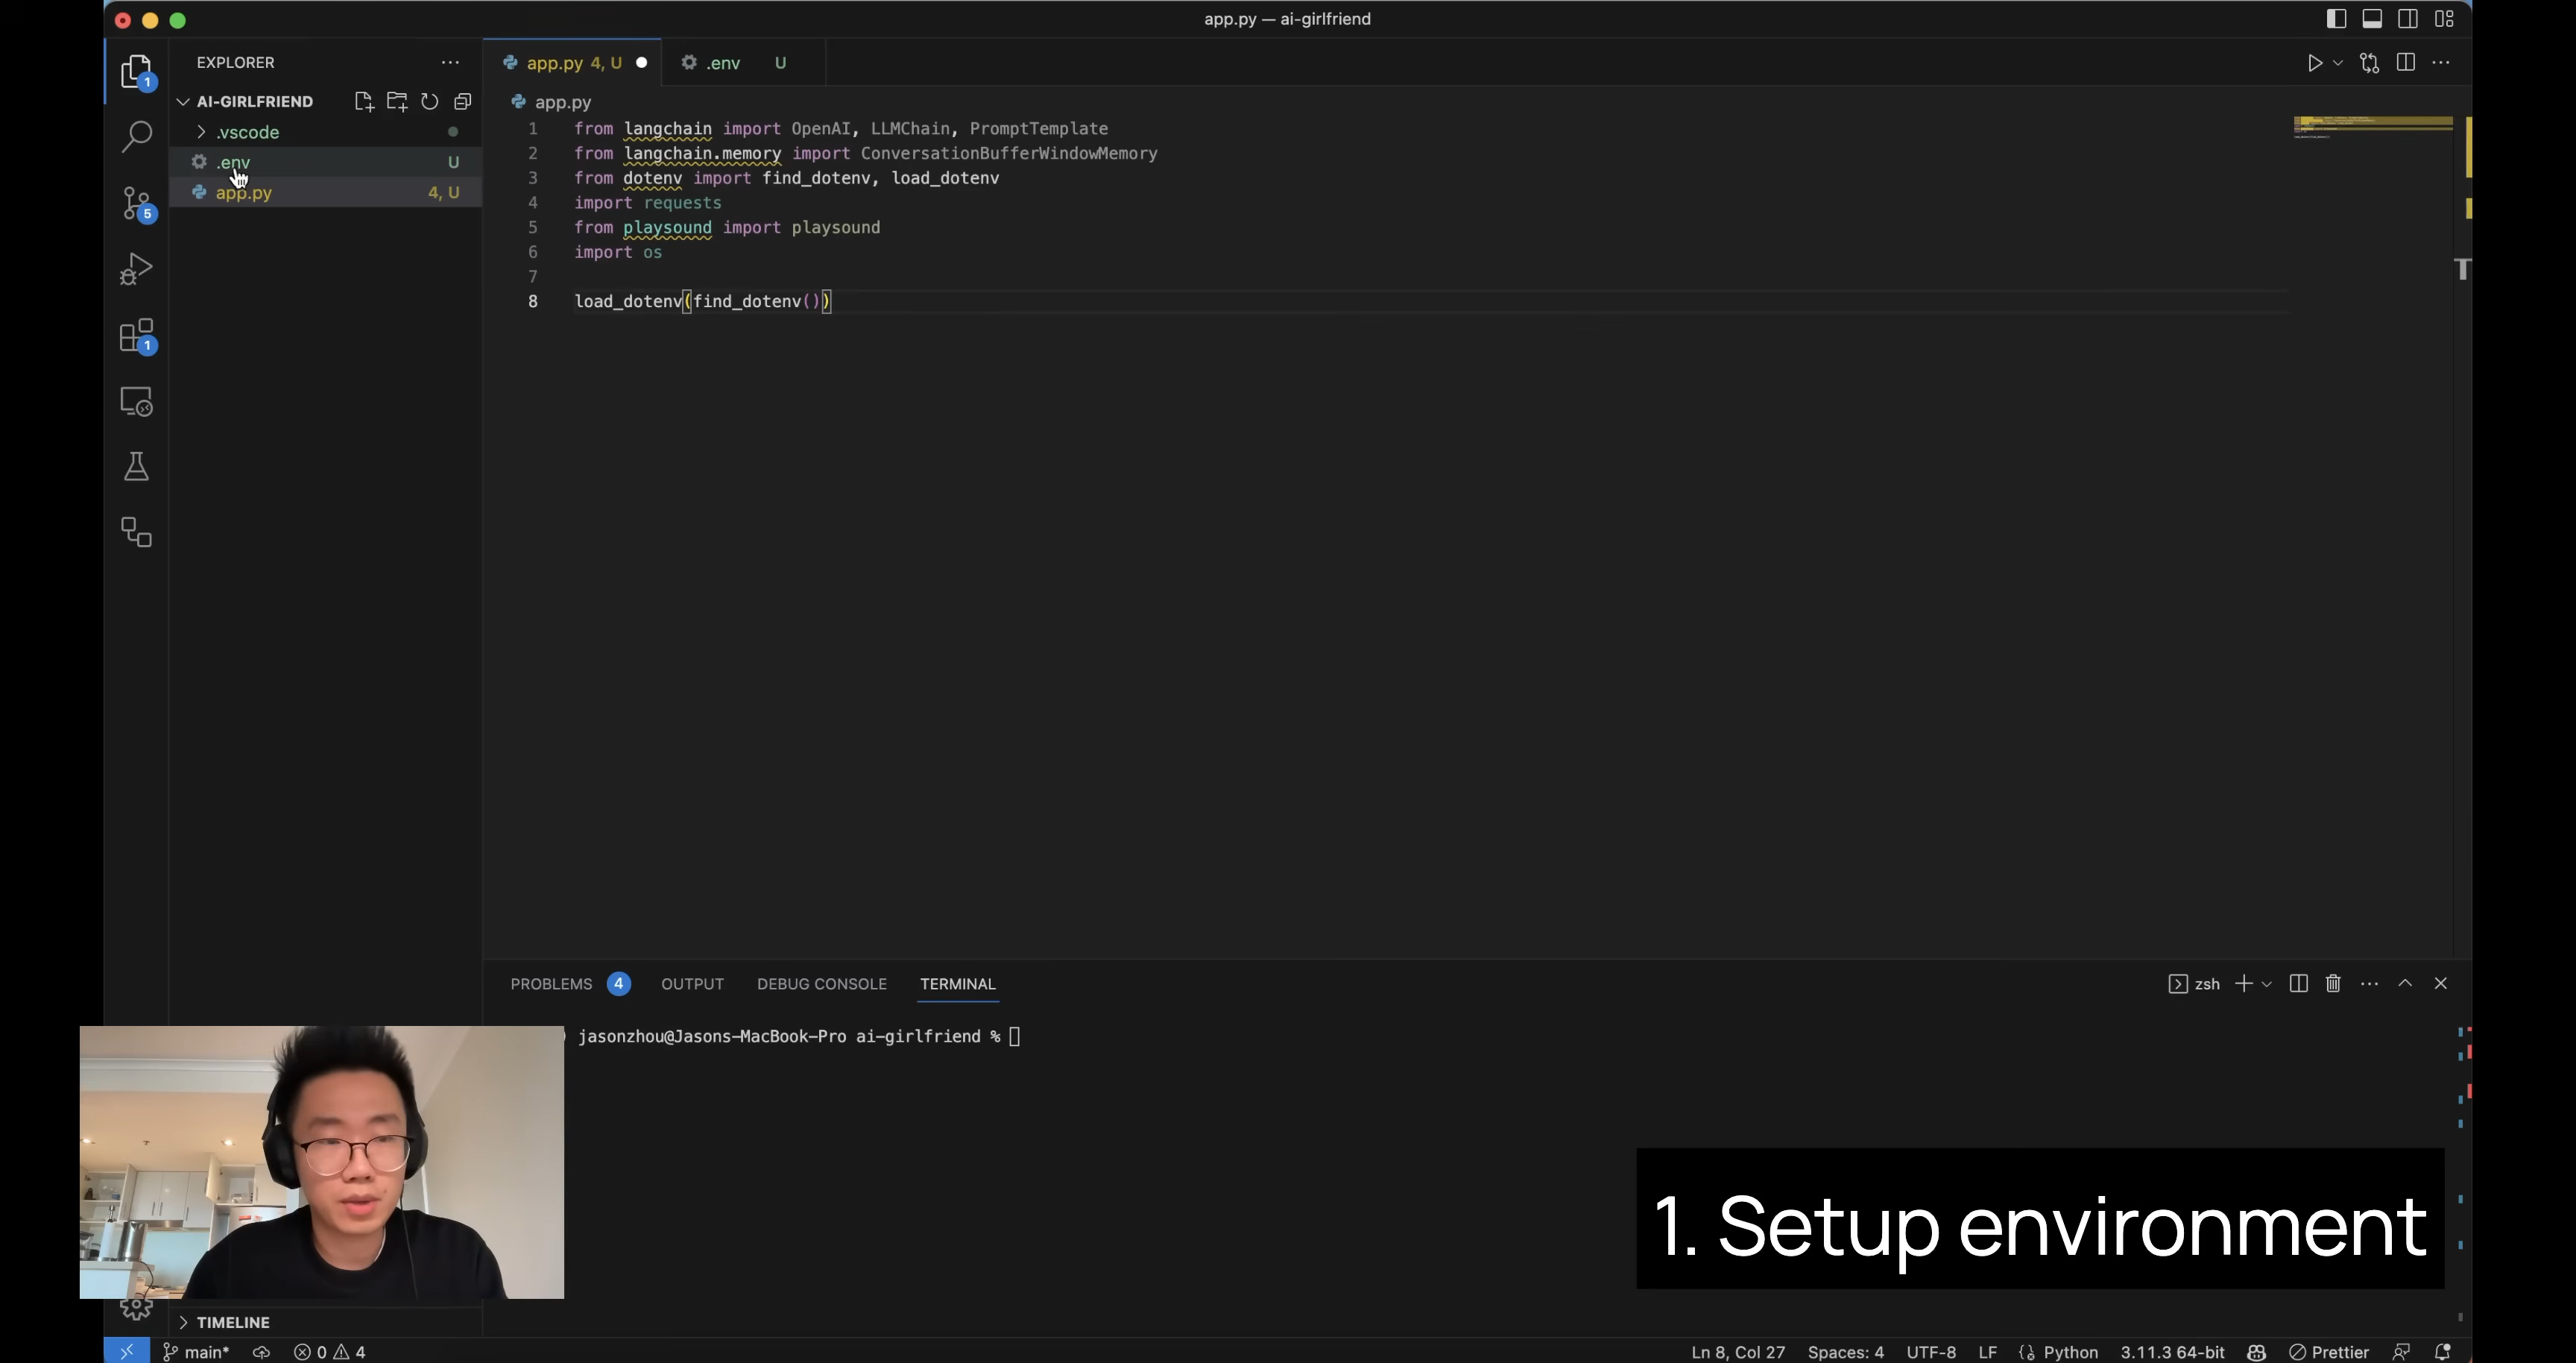 app.py — ai-girlfriend
EXPLORER
AI-GIRLFRIEND
.vscode
.env U
app.py 4, U
1
5
1
app.py 4, U
.env U
app.py
1 from langchain import OpenAI, LLMChain, PromptTemplate
2 from langchain.memory import ConversationBufferWindowMemory
3 from dotenv import find_dotenv, load_dotenv
4 import requests
5 from playsound import playsound
6 import os
7
8 load_dotenv(find_dotenv())
PROBLEMS 4 OUTPUT DEBUG CONSOLE TERMINAL
zsh
jasonzhou@Jasons-MacBook-Pro ai-girlfriend %
1. Setup environment
TIMELINE
main* 0 4
Ln 8, Col 27 Spaces: 4 UTF-8 LF Python 3.11.3 64-bit Prettier